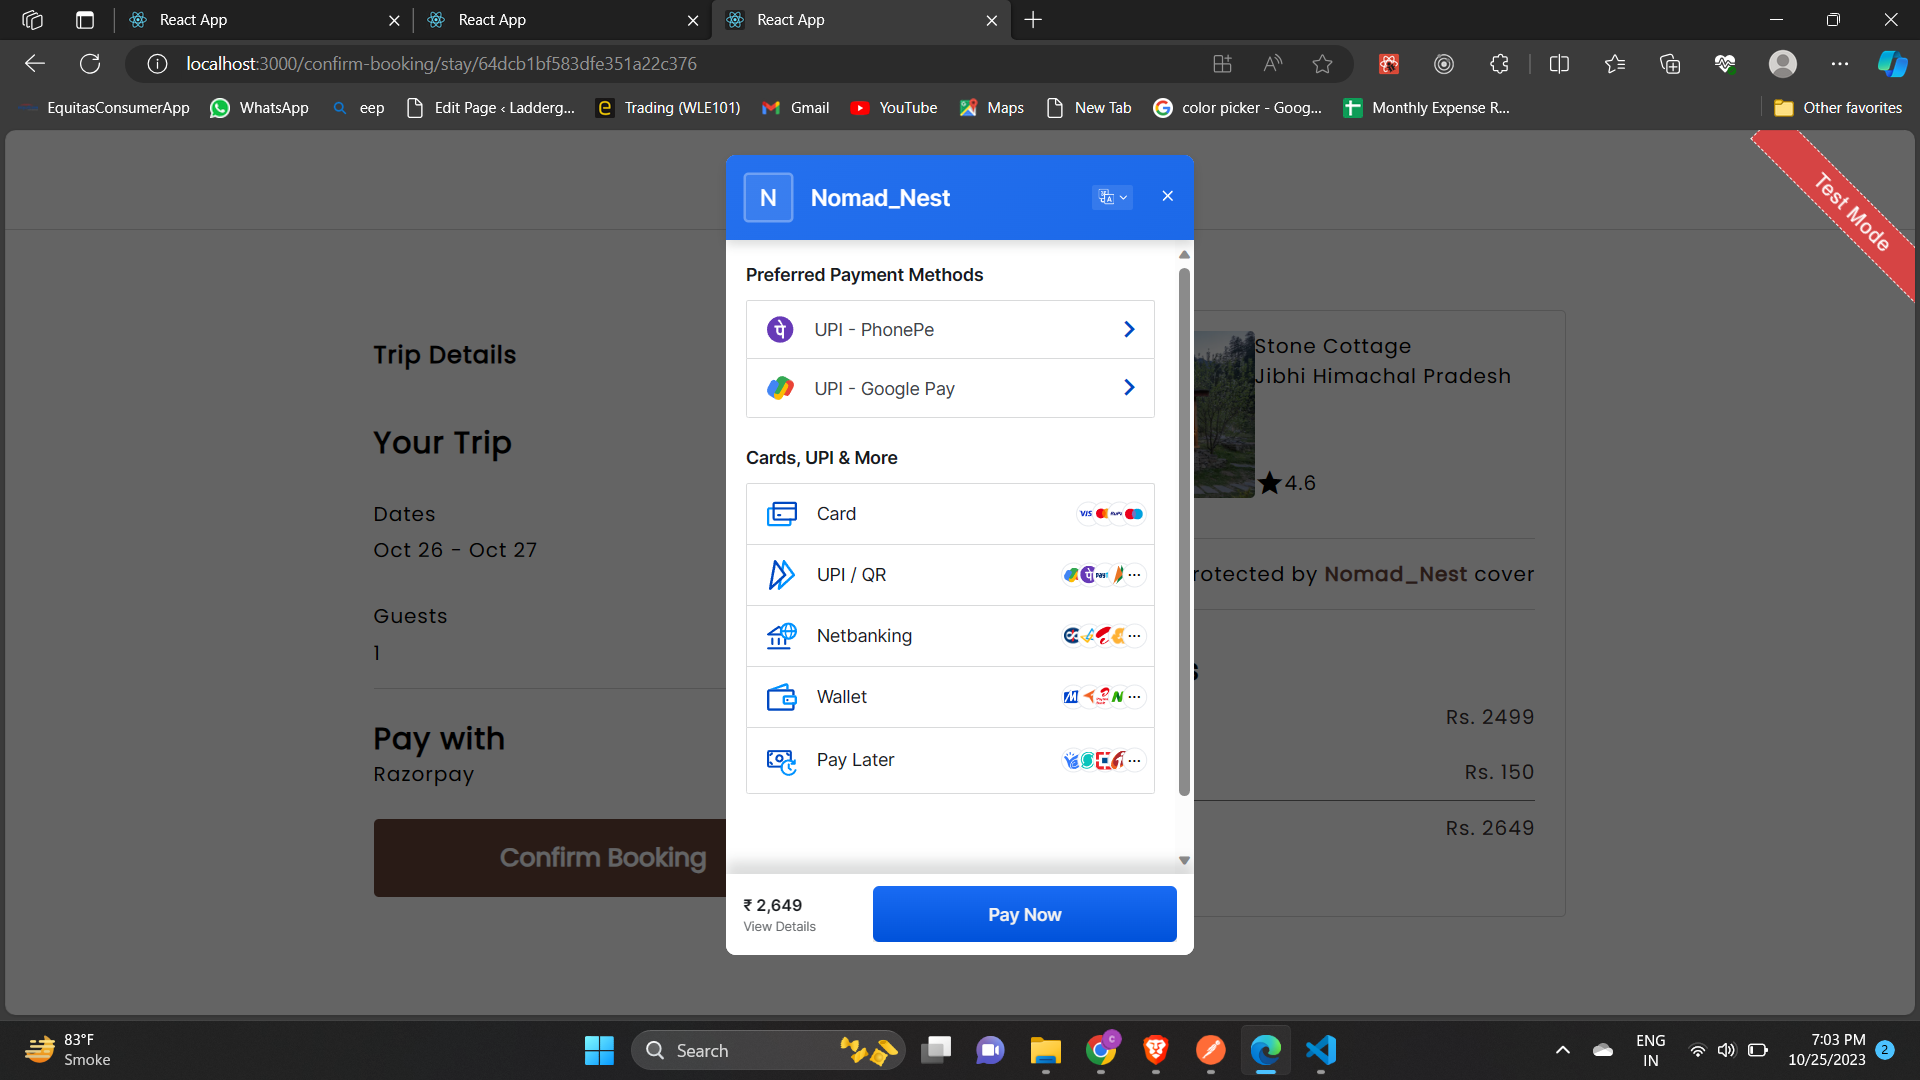 React App
React App
React App
localhost:3000/confirm-booking/stay/64dcb1bf583dfe351a22c376
EquitasConsumerApp
WhatsApp
eep
Edit Page ‹ Ladderg...
Trading (WLE101)
Gmail
YouTube
Maps
New Tab
color picker - Goog...
Monthly Expense R...
Other favorites
N
Nomad_Nest
Test Mode
Preferred Payment Methods
UPI - PhonePe
UPI - Google Pay
Cards, UPI & More
Card
VISA
UPI / QR
Netbanking
Wallet
Pay Later
₹ 2,649
View Details
Pay Now
Trip Details
Your Trip
Dates
Oct 26 - Oct 27
Guests
1
Pay with
Razorpay
Confirm Booking
Stone Cottage
Jibhi Himachal Pradesh
4.6
rotected by Nomad_Nest cover
s
Rs. 2499
Rs. 150
Rs. 2649
83°F
Smoke
Search
C
ENG
IN
7:03 PM
10/25/2023
2